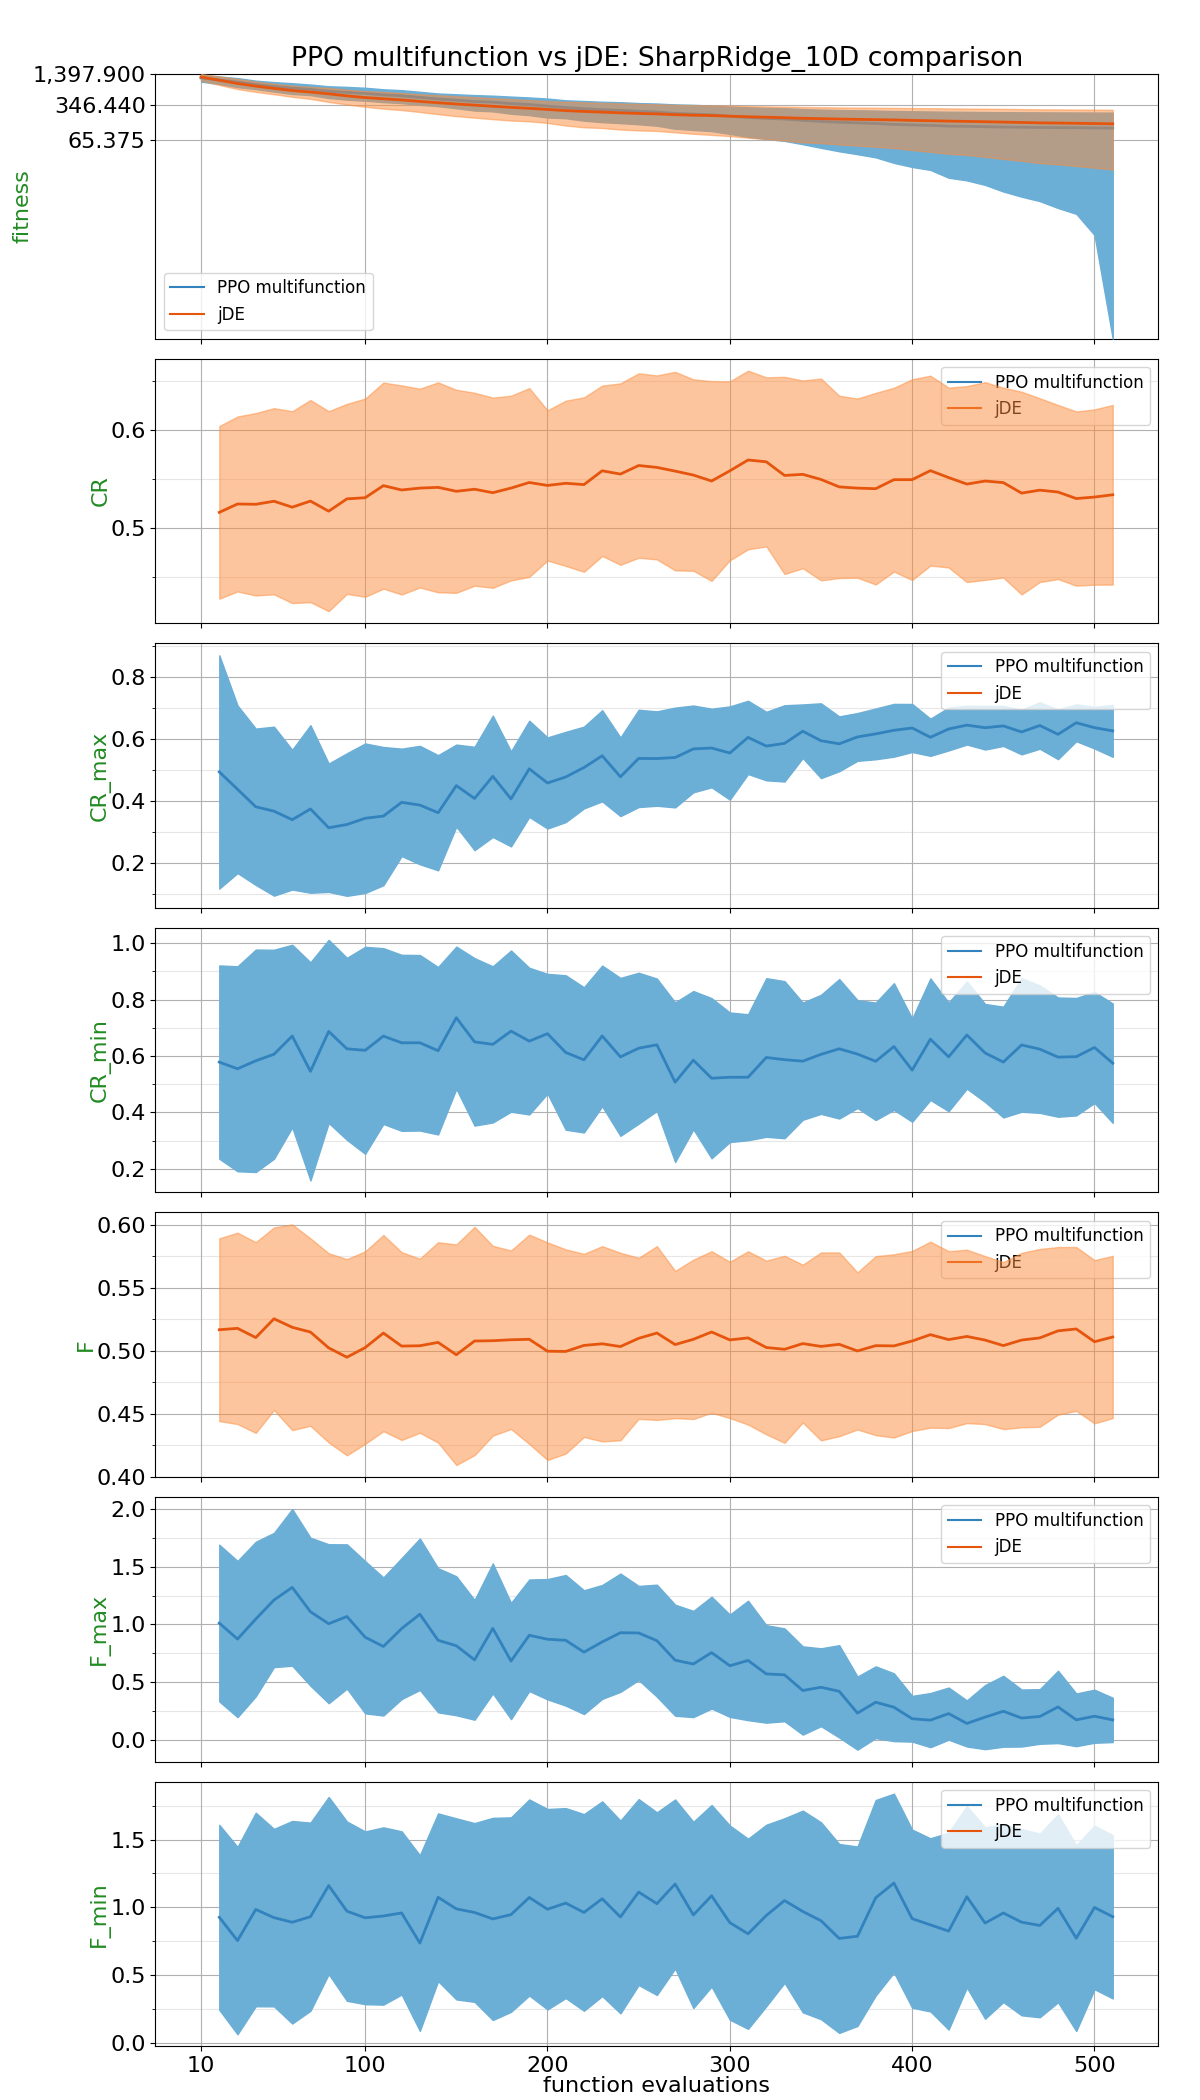 PPO multifunction vs jDE: SharpRidge_10D comparison
1,397.900
346.440
65.375
fitness
PPO multifunction
jDE
PPO multifunction
jDE
0.6
0.5
CR
PPO multifunction
jDE
0.8
0.6
0.4
0.2
CR_max
PPO multifunction
jDE
1.0
0.8
0.6
0.4
0.2
CR_min
PPO multifunction
jDE
0.60
0.55
0.50
0.45
0.40
F
PPO multifunction
jDE
2.0
1.5
1.0
0.5
0.0
F_max
PPO multifunction
jDE
1.5
1.0
0.5
0.0
F_min
10 100 200 300 400 500
function evaluations